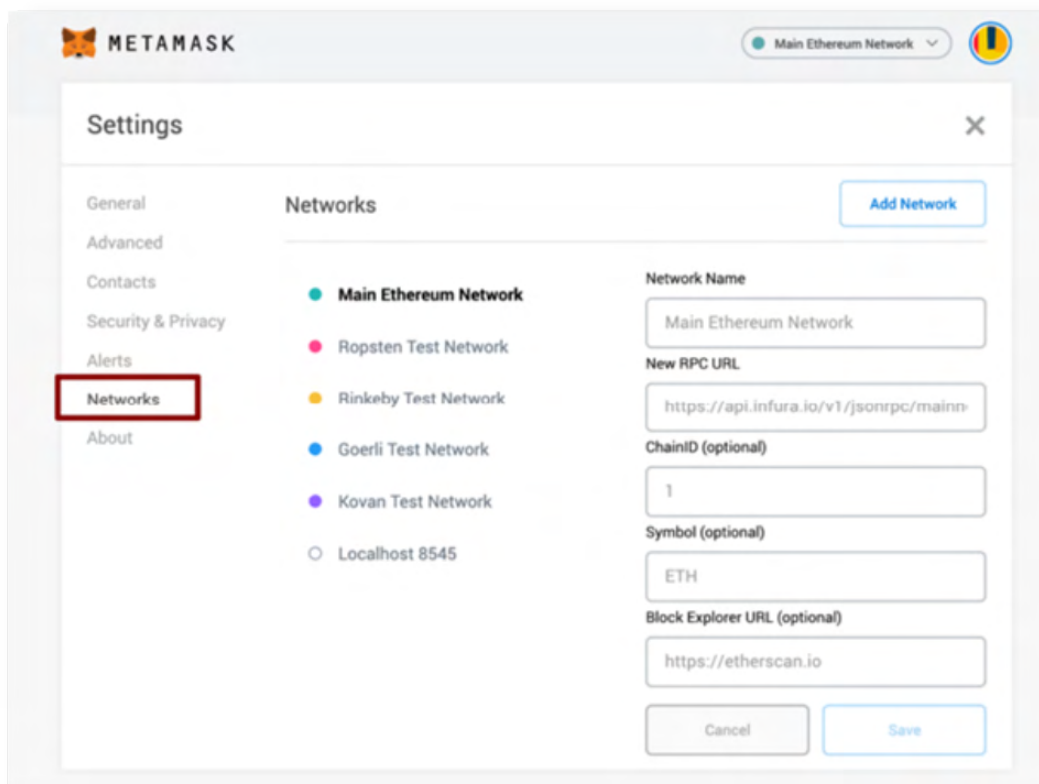 METAMASK
Main Ethereum Network
Settings
General
Advanced
Contacts
Security & Privacy
Alerts
Networks
About
Networks
Add Network
Main Ethereum Network
Ropsten Test Network
Rinkeby Test Network
Goerli Test Network
Kovan Test Network
Localhost 8545
Network Name
Main Ethereum Network
New RPC URL
https://api.infura.io/v1/jsonrpc/mainn
ChainID (optional)
1
Symbol (optional)
ETH
Block Explorer URL (optional)
https://etherscan.io
Cancel
Save